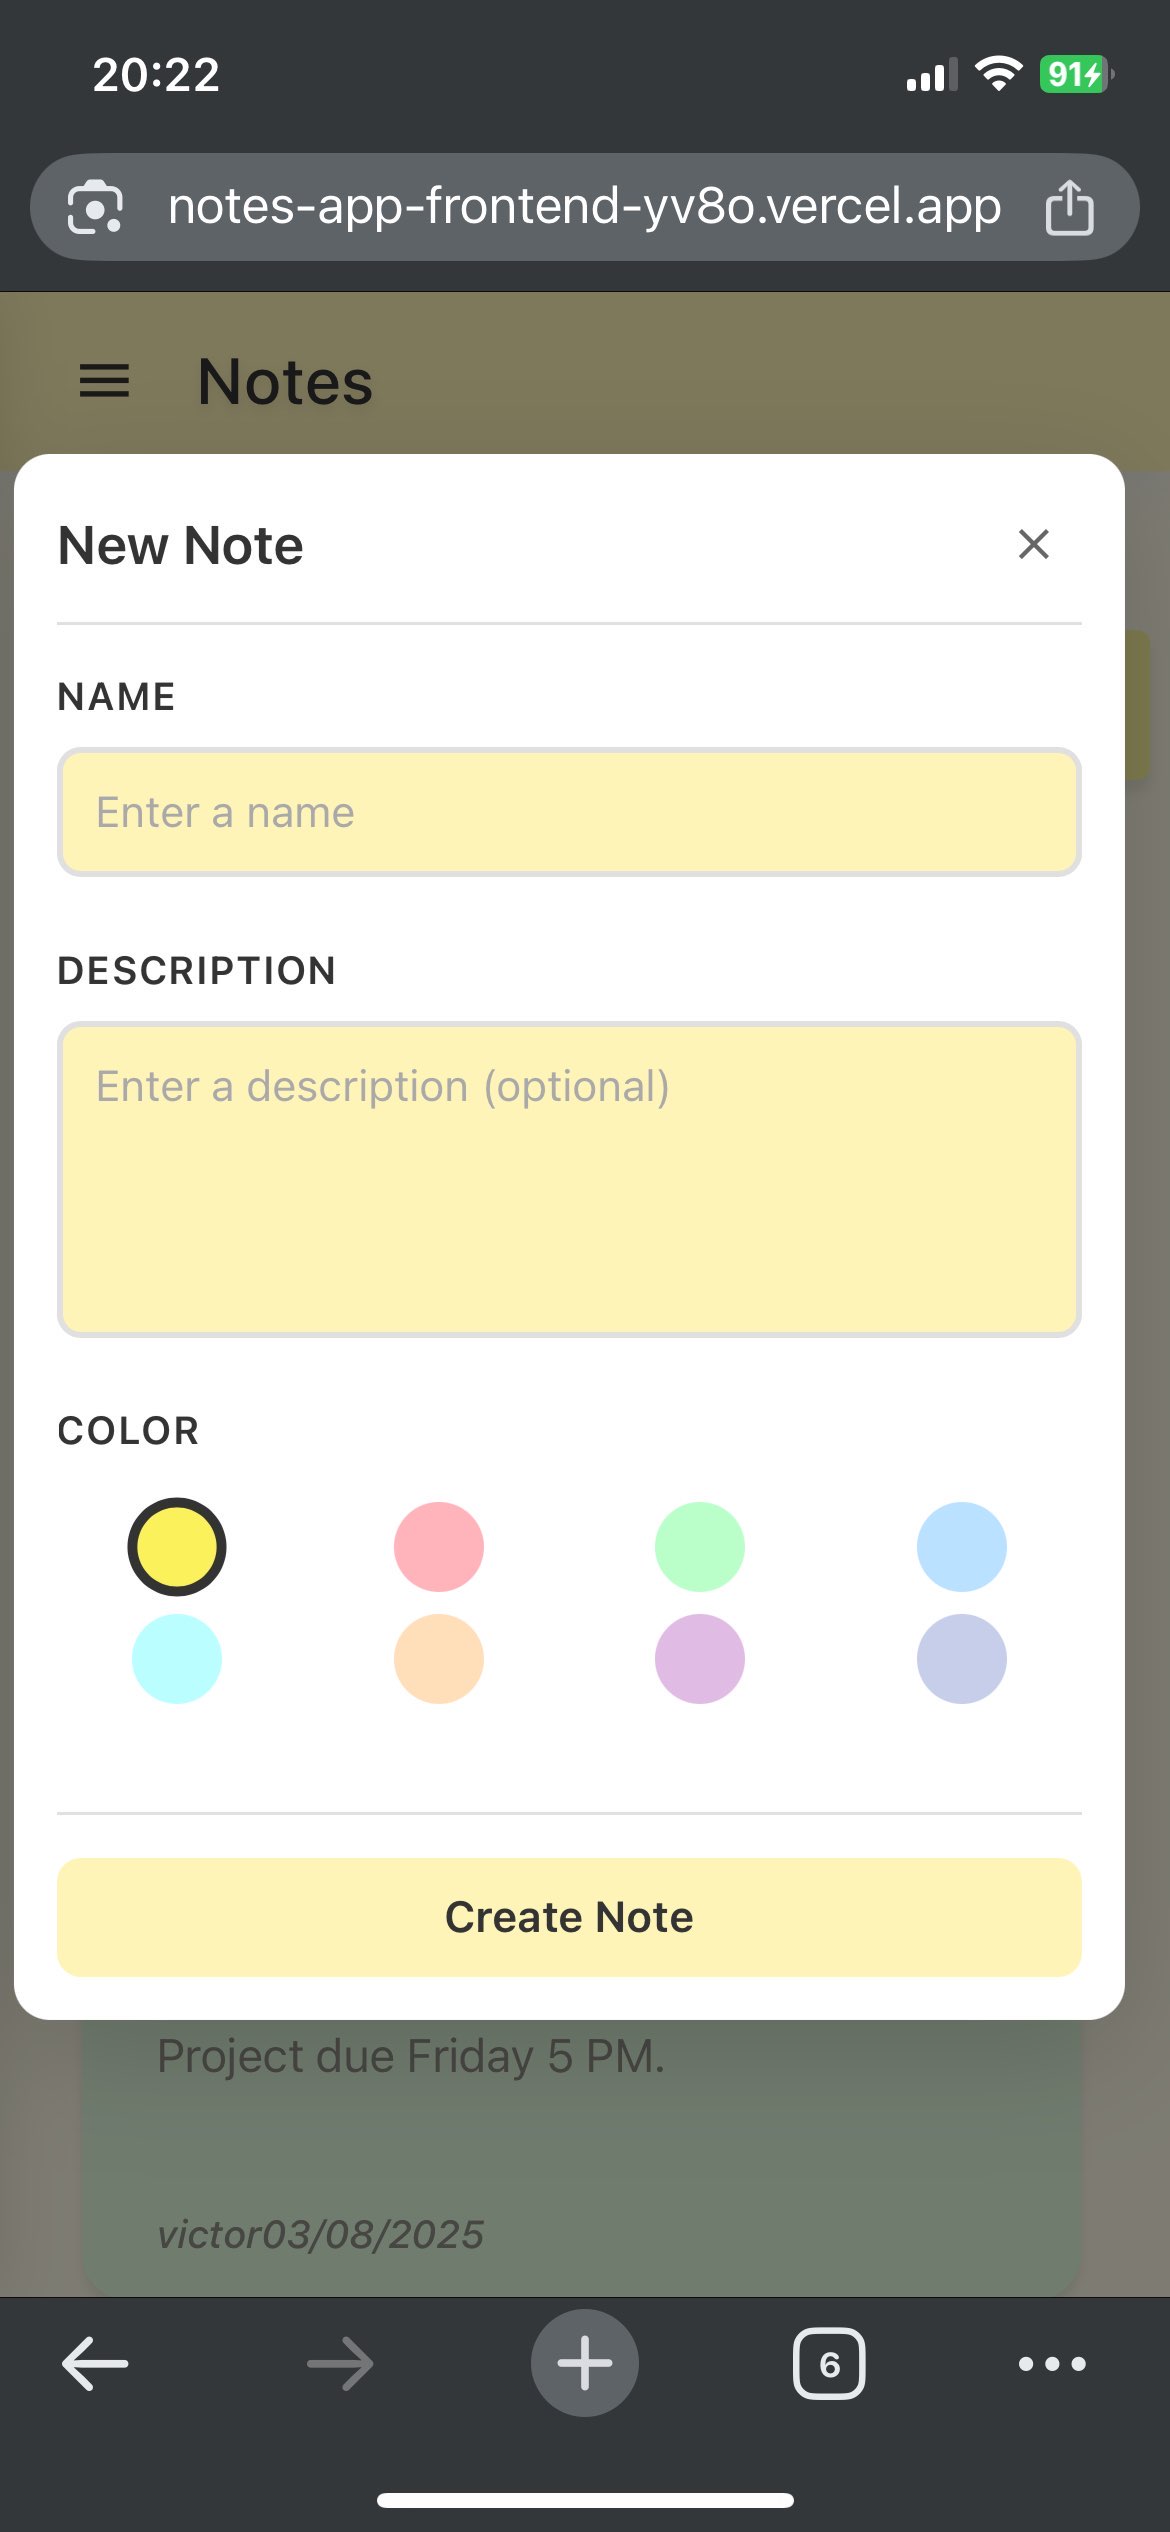 20:22
91
notes-app-frontend-yv8o.vercel.app
Notes
New Note
NAME
Enter a name
DESCRIPTION
Enter a description (optional)
COLOR
Create Note
Project due Friday 5 PM.
victor03/08/2025
6